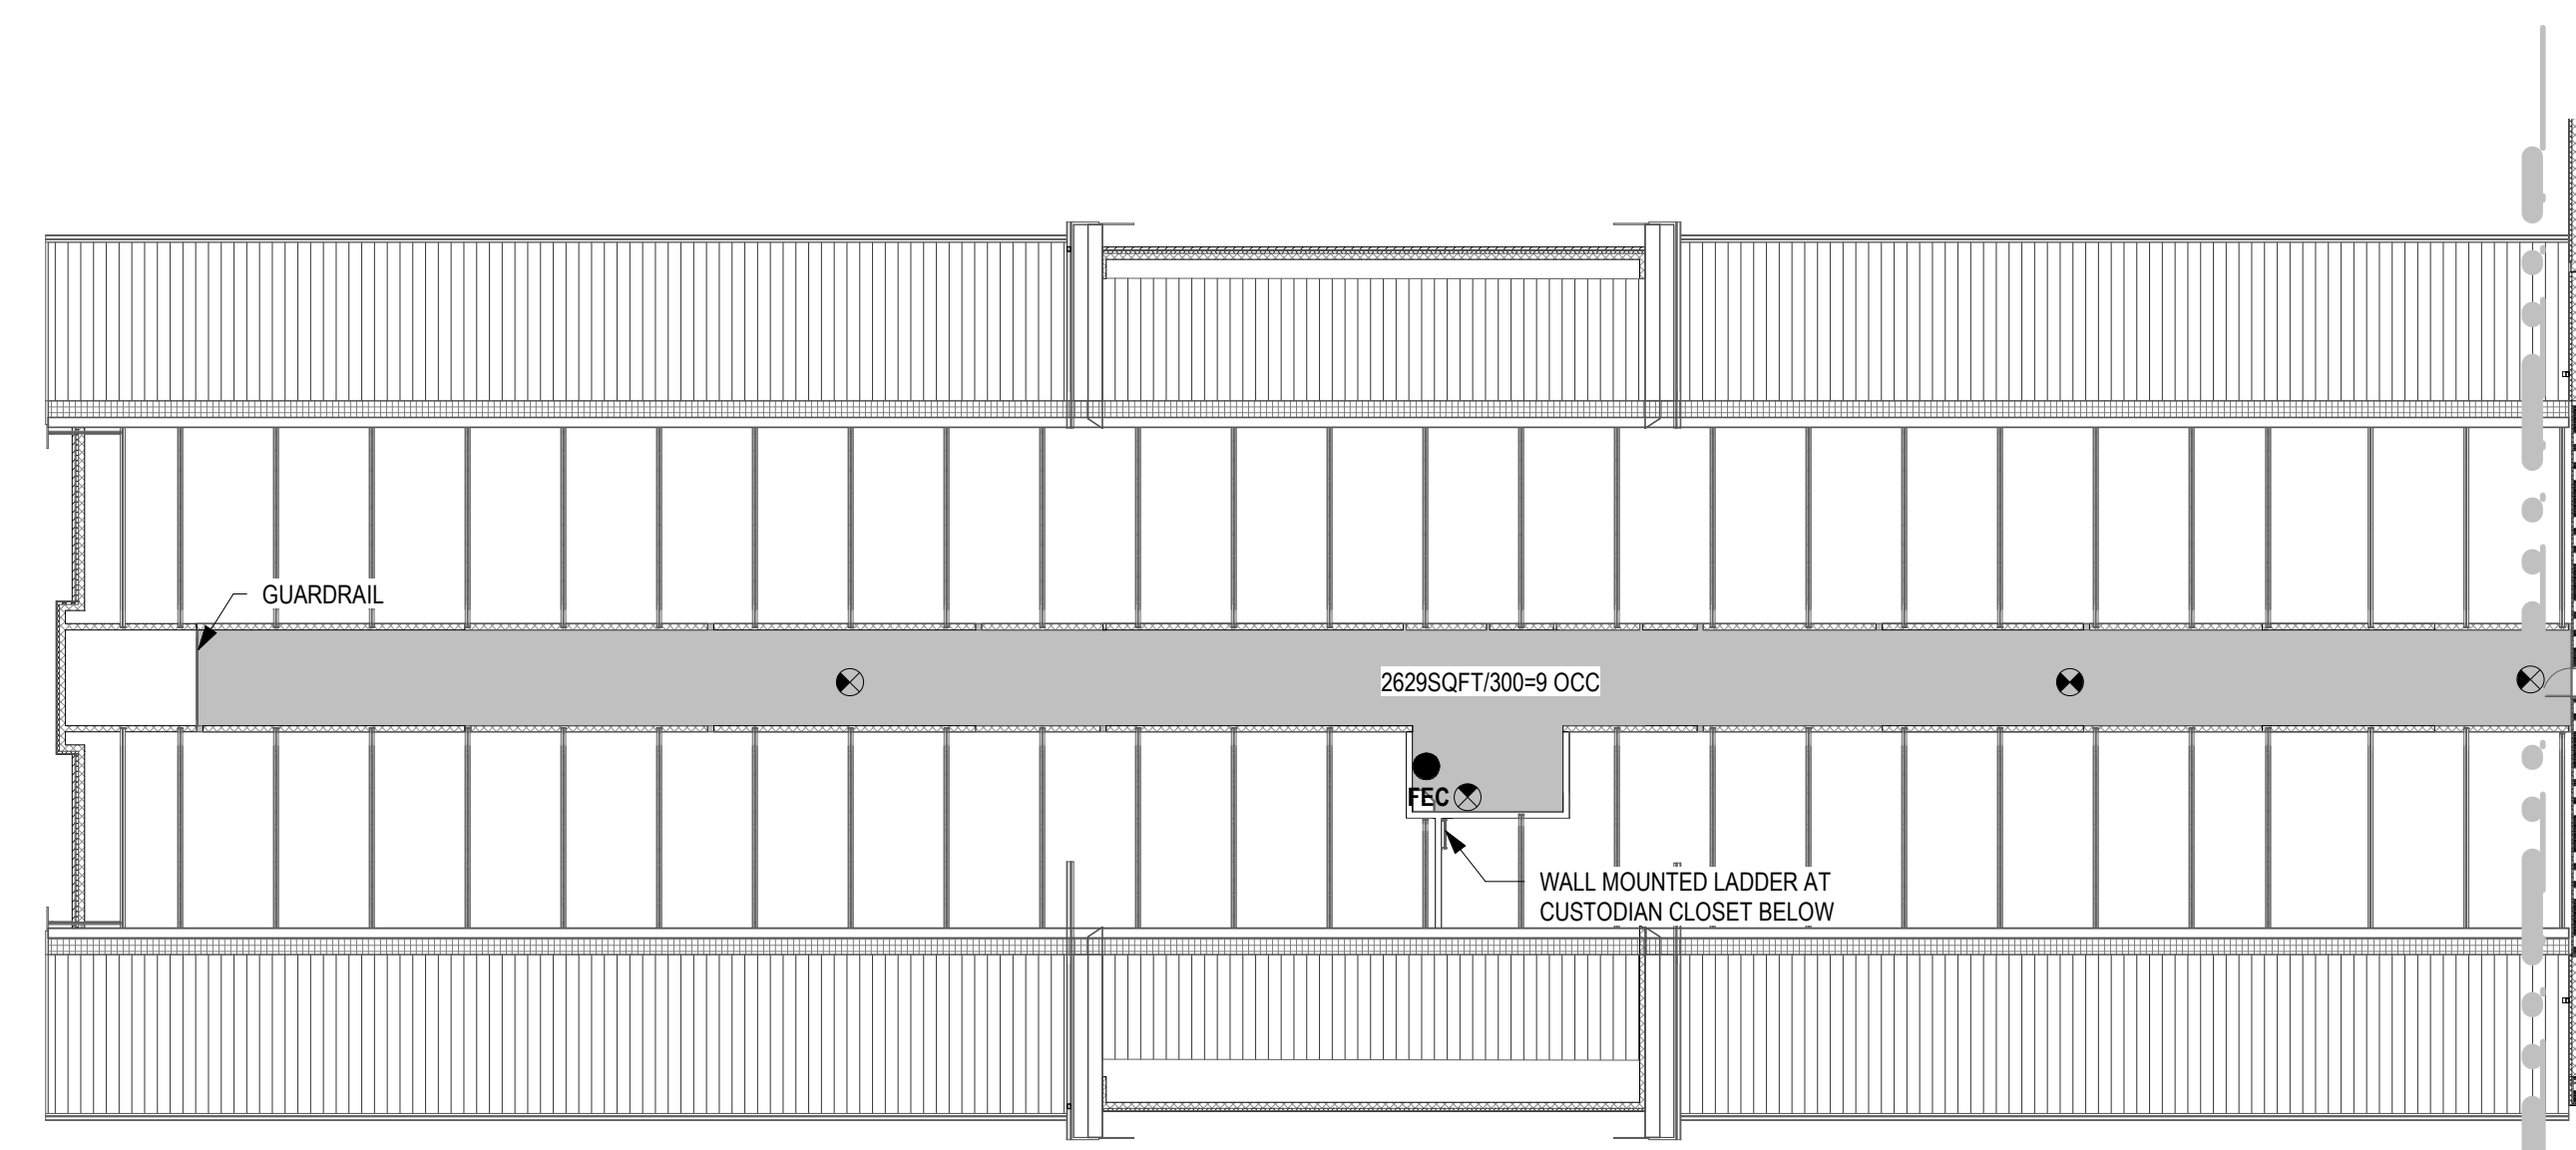 GUARDRAIL
2629SQFT/300=9 OCC
FEC
WALL MOUNTED LADDER AT
CUSTODIAN CLOSET BELOW